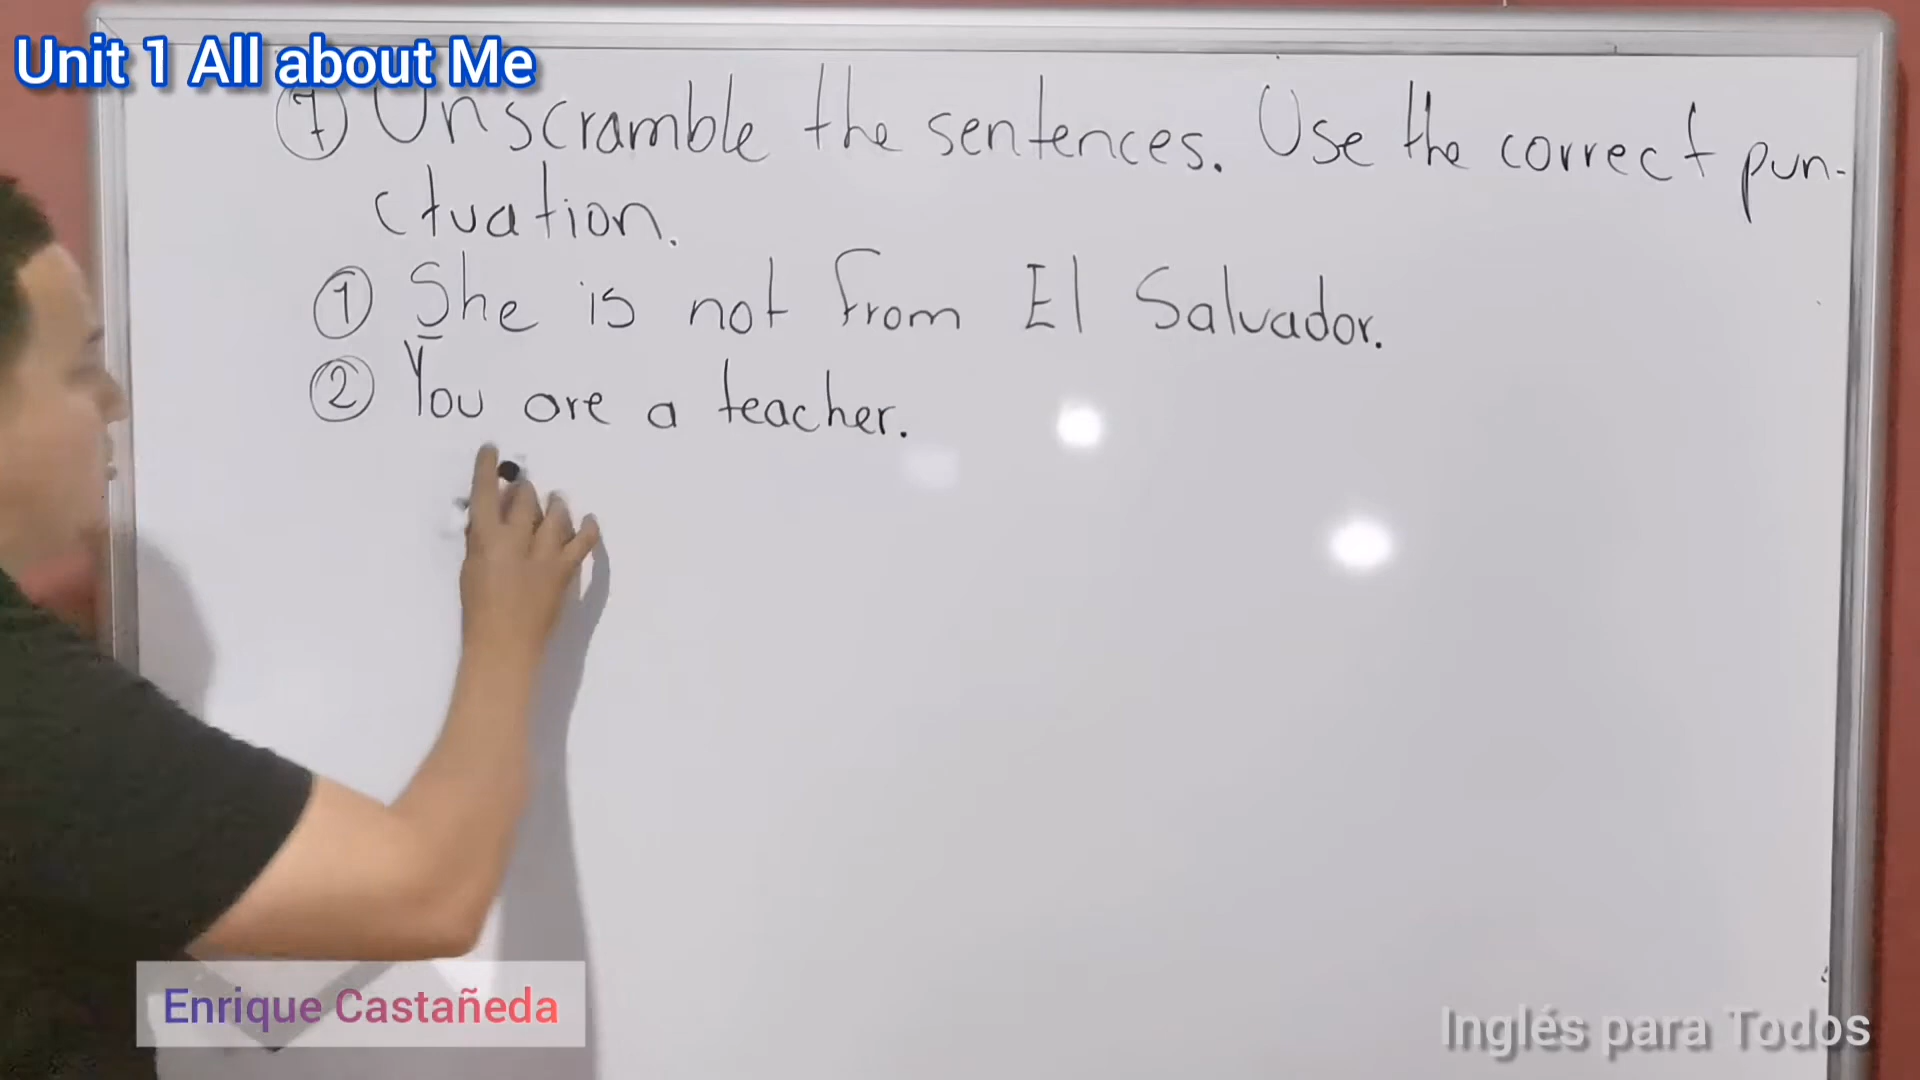 Unit 1 All about Me
7 Unscramble the sentences. Use the correct pun-
ctuation.
1 She is not from El Salvador.
2 You are a teacher.
Enrique Castañeda
Inglés para Todos